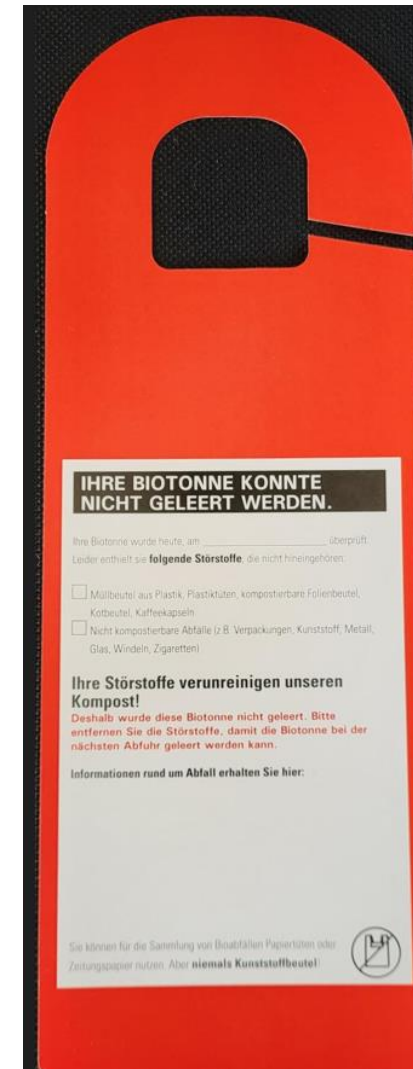 IHRE BIOTONNE KONNTE
NICHT GELEERT WERDEN.
Ihre Biotonne wurde heute, am ____________________ überprüft.
Leider enthielt sie folgende Störstoffe, die nicht hineingehören:
Müllbeutel aus Plastik, Plastiktüten, kompostierbare Folienbeutel,
Kotbeutel, Kaffeekapseln
Nicht kompostierbare Abfälle (z.B. Verpackungen, Kunststoff, Metall,
Glas, Windeln, Zigaretten)
Ihre Störstoffe verunreinigen unseren
Kompost!
Deshalb wurde diese Biotonne nicht geleert. Bitte
entfernen Sie die Störstoffe, damit die Biotonne bei der
nächsten Abfuhr geleert werden kann.
Informationen rund um Abfall erhalten Sie hier:
Sie können für die Sammlung von Bioabfällen Papiertüten oder
Zeitungspapier nutzen. Aber niemals Kunststoffbeutel!